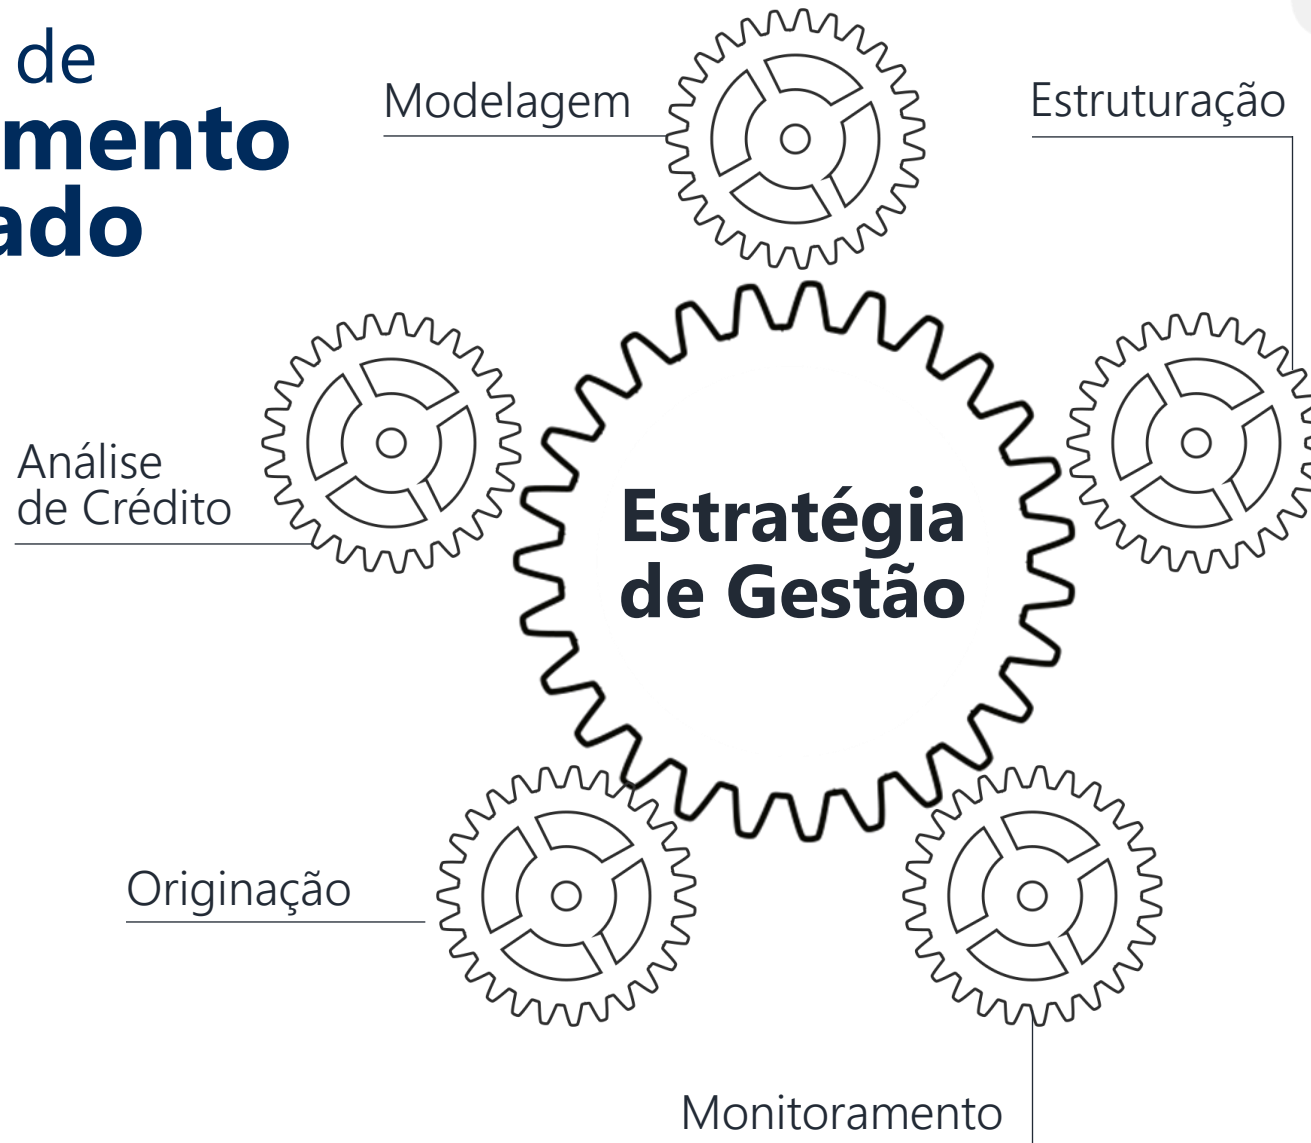 de
mento
ado
Modelagem
Estruturação
Análise
de Crédito
Estratégia
de Gestão
Originação
Monitoramento